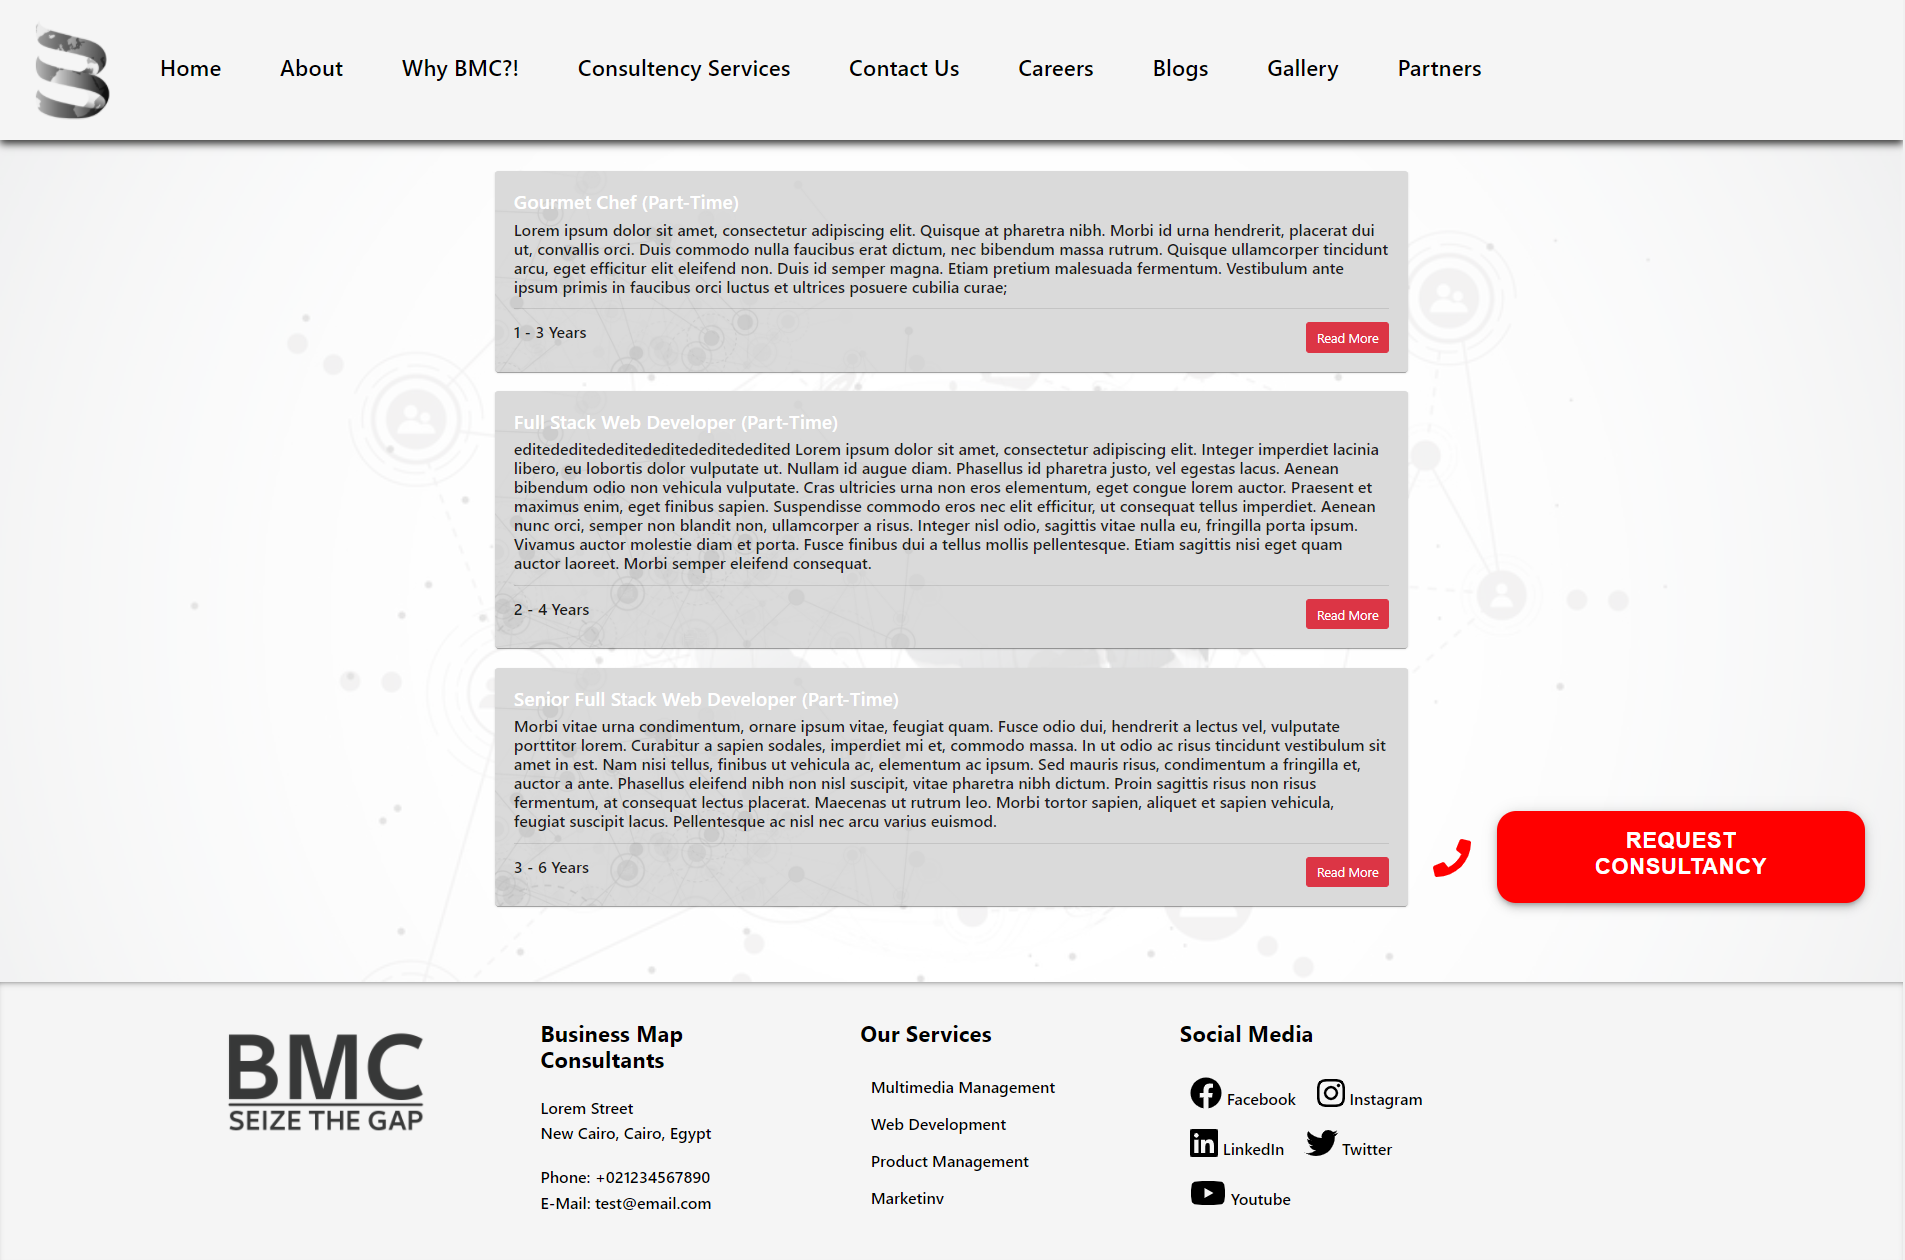 Home
About
Why BMC?!
Consultency Services
Contact Us
Careers
Blogs
Gallery
Partners
Gourmet Chef (Part-Time)
Lorem ipsum dolor sit amet, consectetur adipiscing elit. Quisque at pharetra nibh. Morbi id urna hendrerit, placerat dui
ut, convallis orci. Duis commodo nulla faucibus erat dictum, nec bibendum massa rutrum. Quisque ullamcorper tincidunt
arcu, eget efficitur elit eleifend non. Duis id semper magna. Etiam pretium malesuada fermentum. Vestibulum ante
ipsum primis in faucibus orci luctus et ultrices posuere cubilia curae;
1 - 3 Years
Read More
Full Stack Web Developer (Part-Time)
editededitededitededitededitededited Lorem ipsum dolor sit amet, consectetur adipiscing elit. Integer imperdiet lacinia
libero, eu lobortis dolor vulputate ut. Nullam id augue diam. Phasellus id pharetra justo, vel egestas lacus. Aenean
bibendum odio non vehicula vulputate. Cras ultricies urna non eros elementum, eget congue lorem auctor. Praesent et
maximus enim, eget finibus sapien. Suspendisse commodo eros nec elit efficitur, ut consequat tellus imperdiet. Aenean
nunc orci, semper non blandit non, ullamcorper a risus. Integer nisl odio, sagittis vitae nulla eu, fringilla porta ipsum.
Vivamus auctor molestie diam et porta. Fusce finibus dui a tellus mollis pellentesque. Etiam sagittis nisi eget quam
auctor laoreet. Morbi semper eleifend consequat.
2 - 4 Years
Read More
Senior Full Stack Web Developer (Part-Time)
Morbi vitae urna condimentum, ornare ipsum vitae, feugiat quam. Fusce odio dui, hendrerit a lectus vel, vulputate
porttitor lorem. Curabitur a sapien sodales, imperdiet mi et, commodo massa. In ut odio ac risus tincidunt vestibulum sit
amet in est. Nam nisi tellus, finibus ut vehicula ac, elementum ac ipsum. Sed mauris risus, condimentum a fringilla et,
auctor a ante. Phasellus eleifend nibh non nisl suscipit, vitae pharetra nibh dictum. Proin sagittis risus non risus
fermentum, at consequat lectus placerat. Maecenas ut rutrum leo. Morbi tortor sapien, aliquet et sapien vehicula,
feugiat suscipit lacus. Pellentesque ac nisl nec arcu varius euismod.
3 - 6 Years
Read More
REQUEST
CONSULTANCY
BMC
SEIZE THE GAP
Business Map
Consultants
Lorem Street
New Cairo, Cairo, Egypt
Phone: +021234567890
E-Mail: test@email.com
Our Services
Multimedia Management
Web Development
Product Management
Marketinv
Social Media
Facebook
Instagram
LinkedIn
Twitter
Youtube